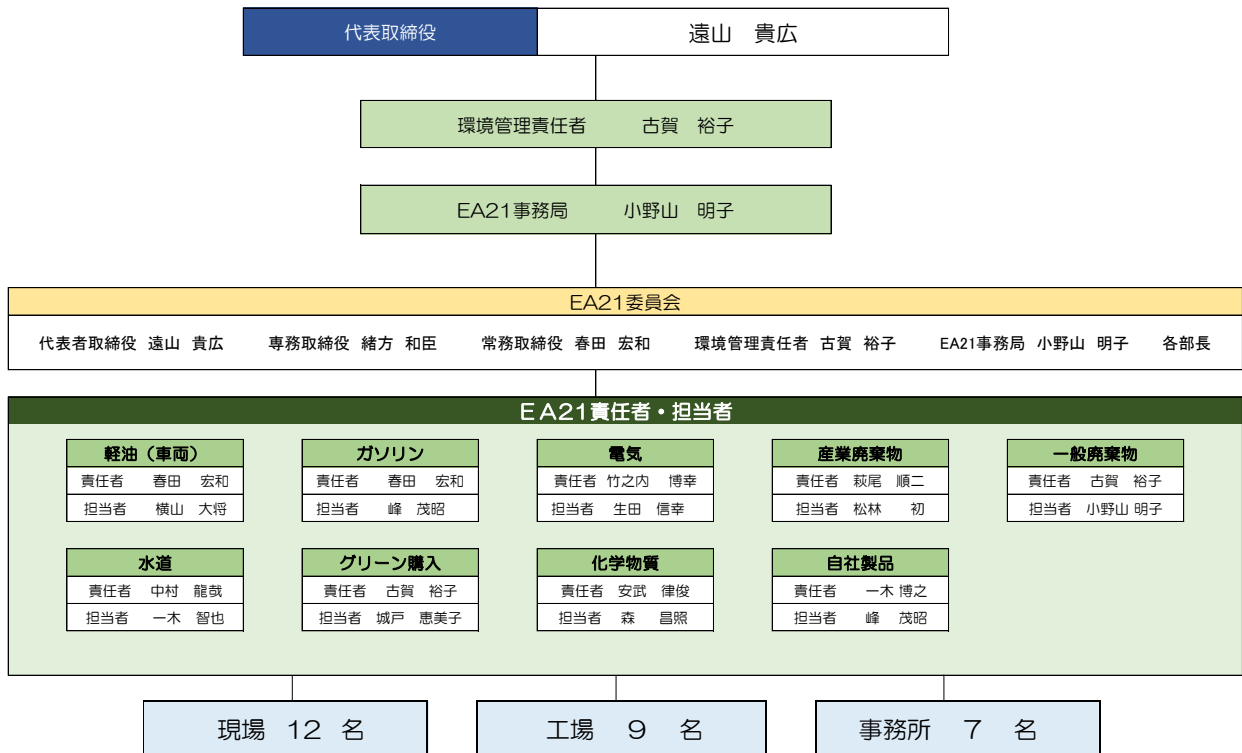 代表取締役 遠山 貴広
環境管理責任者 古賀 裕子
EA21事務局 小野山 明子
EA21委員会
代表者取締役 遠山 貴広 専務取締役 緒方 和臣 常務取締役 春田 宏和 環境管理責任者 古賀 裕子 EA21事務局 小野山 明子 各部長
EA21責任者・担当者
軽油（車両）
責任者 春田 宏和
担当者 横山 大将
ガソリン
責任者 春田 宏和
担当者 峰 茂昭
電気
責任者 竹之内 博幸
担当者 生田 信幸
産業廃棄物
責任者 萩尾 順二
担当者 松林 初
一般廃棄物
責任者 古賀 裕子
担当者 小野山 明子
水道
責任者 中村 龍哉
担当者 一木 智也
グリーン購入
責任者 古賀 裕子
担当者 城戸 恵美子
化学物質
責任者 安武 律俊
担当者 森 昌照
自社製品
責任者 一木 博之
担当者 峰 茂昭
現場 12 名
工場 9 名
事務所 7 名